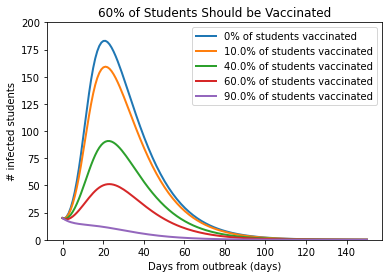 60% of Students Should be Vaccinated
# infected students
200
175
150
125
100
75
50
25
0
0% of students vaccinated
10.0% of students vaccinated
40.0% of students vaccinated
60.0% of students vaccinated
90.0% of students vaccinated
0 20 40 60 80 100 120 140
Days from outbreak (days)